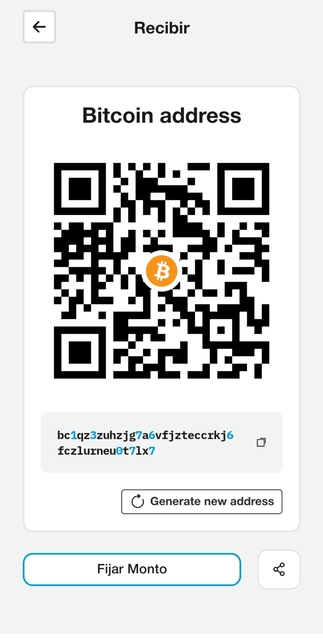 Recibir
Bitcoin address
bc1qz3zuhzjg7a6vfjzteccrkj6
fczlurneu0t7lx7
Generate new address
Fijar Monto